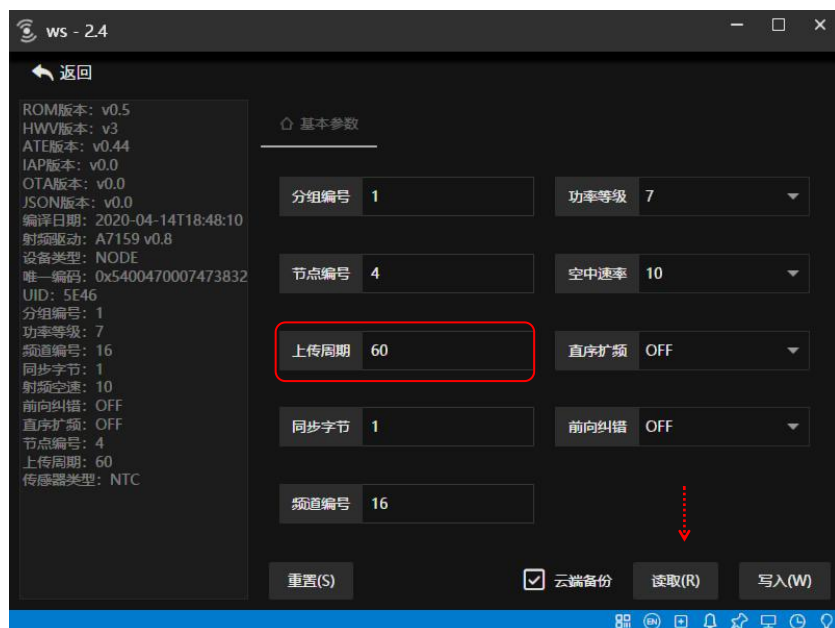 ws - 2.4
返回
ROM版本：v0.5
HWV版本：v3
ATE版本：v0.44
IAP版本：v0.0
OTA版本：v0.0
JSON版本：v0.0
编译日期：2020-04-14T18:48:10
射频驱动：A7159 v0.8
设备类型：NODE
唯一编码：0x5400470007473832
UID：5E46
分组编号：1
功率等级：7
频道编号：16
同步字节：1
射频空速：10
前向纠错：OFF
直序扩频：OFF
节点编号：4
上传周期：60
传感器类型：NTC
基本参数
分组编号 1 功率等级 7
节点编号 4 空中速率 10
上传周期 60 直序扩频 OFF
同步字节 1 前向纠错 OFF
频道编号 16
重置(S) 云端备份 读取(R) 写入(W)
EN